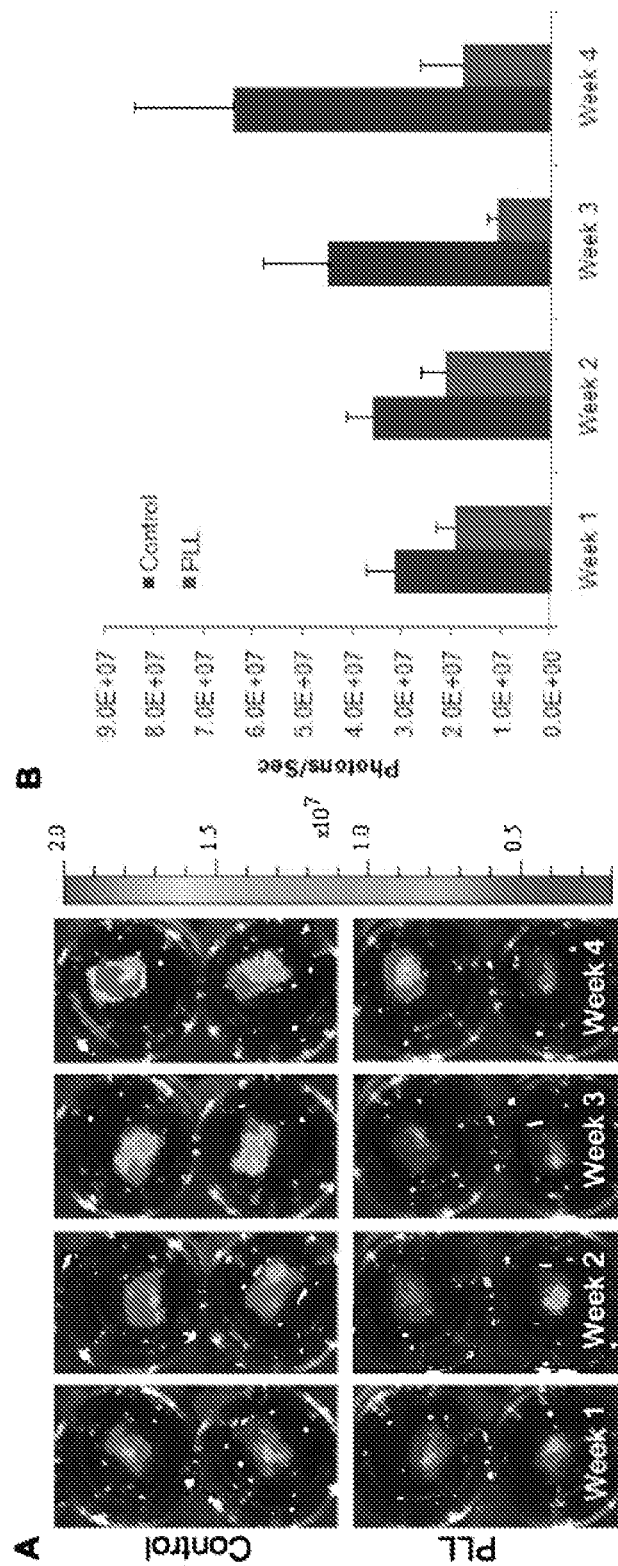 A
Control
PLL
Week 1
Week 2
Week 3
Week 4
2.0
1.5
x10⁷
1.0
0.5
B
Photons/Sec
9.0E+07
8.0E+07
7.0E+07
6.0E+07
5.0E+07
4.0E+07
3.0E+07
2.0E+07
1.0E+07
0.0E+00
Control
PLL
Week 1
Week 2
Week 3
Week 4